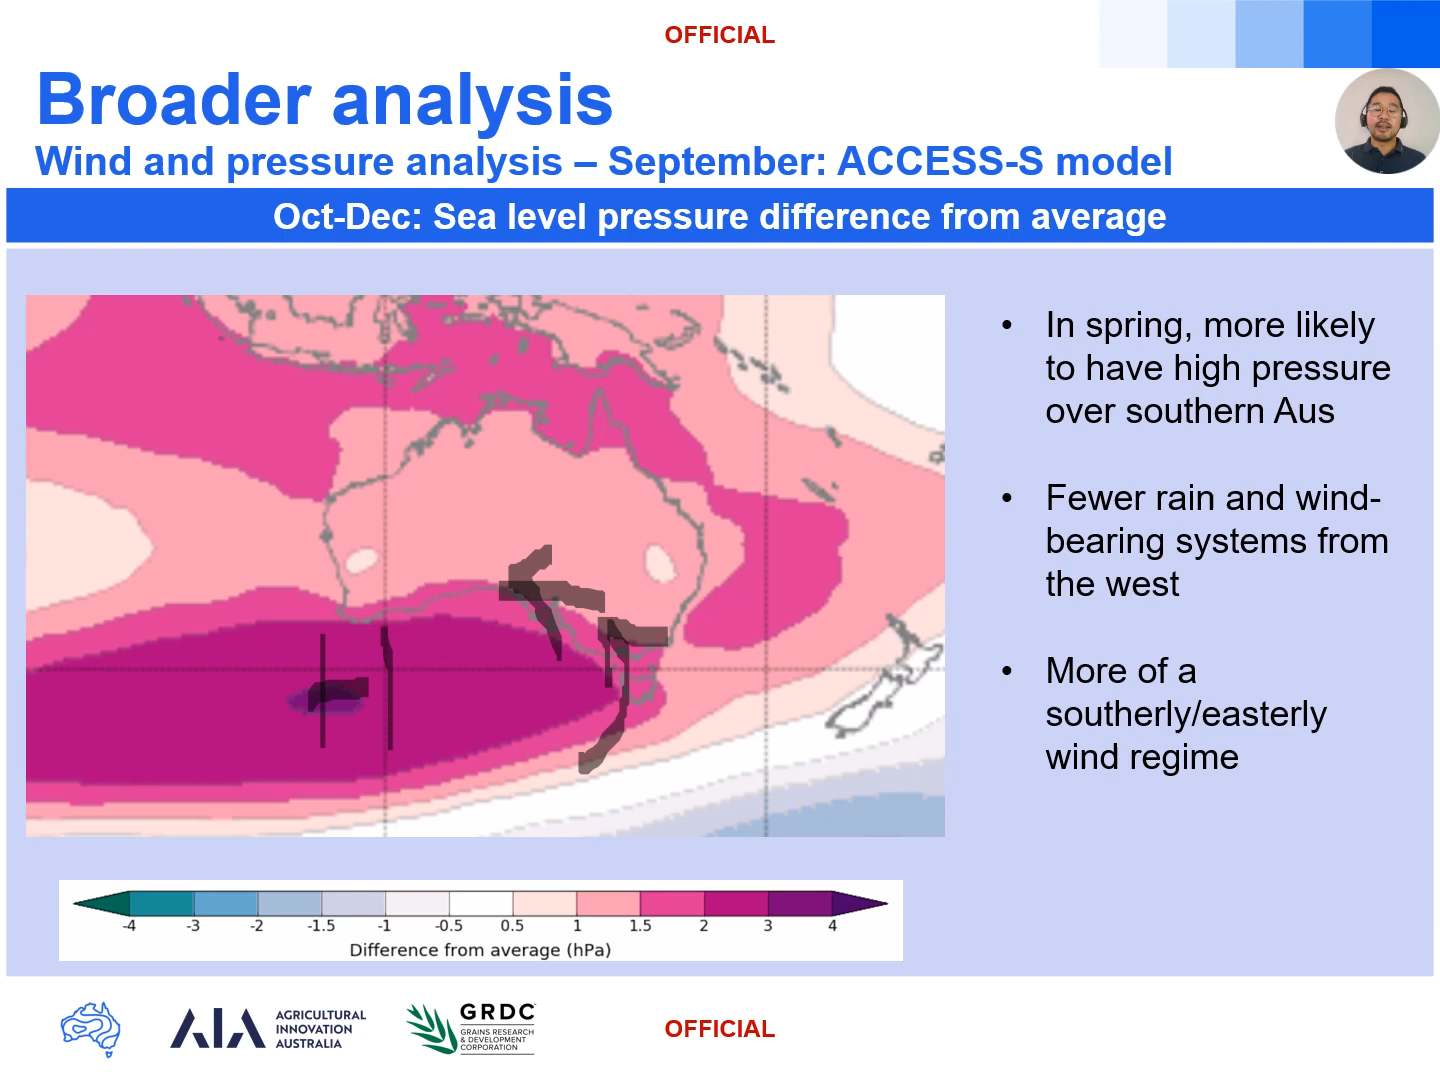 OFFICIAL
Broader analysis
Wind and pressure analysis – September: ACCESS-S model
Oct-Dec: Sea level pressure difference from average
• In spring, more likely
to have high pressure
over southern Aus
• Fewer rain and wind-
bearing systems from
the west
• More of a
southerly/easterly
wind regime
-4 -3 -2 -1.5 -1 -0.5 0.5 1 1.5 2 3 4
Difference from average (hPa)
AIA
AGRICULTURAL
INNOVATION
AUSTRALIA
GRDC
GRAINS RESEARCH
& DEVELOPMENT
CORPORATION
OFFICIAL